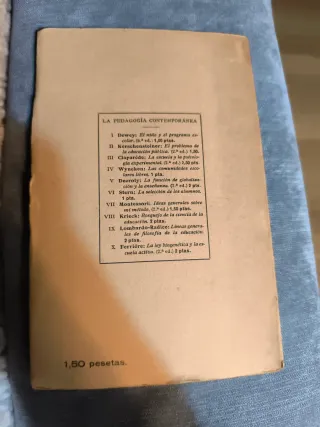 LA PEDAGOGÍA CONTEMPORÁNEA
I Dewey: El niño y el programa es-
colar. (3.ª ed.) 1,50 ptas.
II Kerschensteiner: El problema de
la educación pública. (2.ª ed.) 1,50.
III Claparède: La escuela y la psicolo-
gía experimental. (2.ª ed.) 1,50 ptas.
IV Wyneken: Las comunidades esco-
lares libres. 1 pta.
V Decroly: La función de globaliza-
ción y la enseñanza. (2.ª ed.) 2 ptas.
VI Stern: La selección de los alumnos.
1 pta.
VII Montessori: Ideas generales sobre
mi método. (2.ª ed.) 1,50 ptas.
VIII Krieck: Bosquejo de la ciencia de la
educación. 2 ptas.
IX Lombardo-Radice: Líneas genera-
les de filosofía de la educación.
2 ptas.
X Ferrière: La ley biogenética y la es-
cuela activa. (2.ª ed.) 2 ptas.
1,50 pesetas.